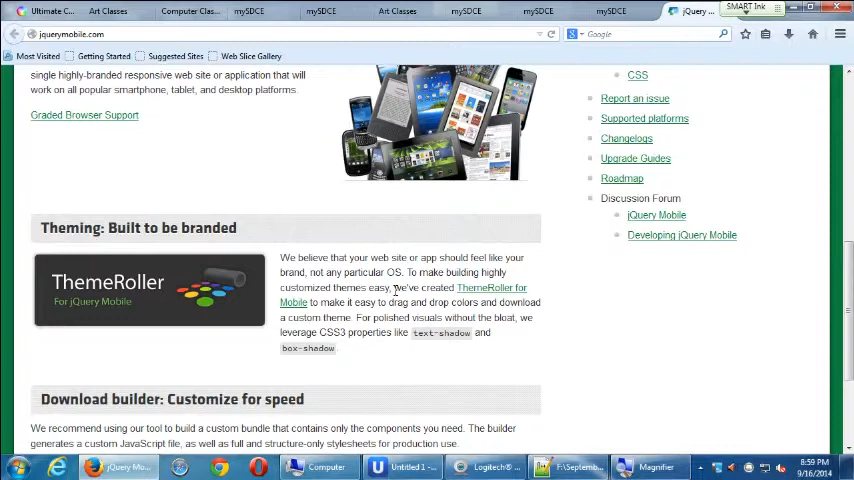 Ultimate C...
Art Classes
Computer Clas...
mySDCE
mySDCE
Art Classes
mySDCE
mySDCE
mySDCE
jQuery ...
SMART Ink
jquerymobile.com
Google
Most Visited
Getting Started
Suggested Sites
Web Slice Gallery
single highly-branded responsive web site or application that will
work on all popular smartphone, tablet, and desktop platforms.
Graded Browser Support
CSS
Report an issue
Supported platforms
Changelogs
Upgrade Guides
Roadmap
Discussion Forum
jQuery Mobile
Developing jQuery Mobile
Theming: Built to be branded
ThemeRoller
For jQuery Mobile
We believe that your web site or app should feel like your
brand, not any particular OS. To make building highly
customized themes easy, we've created ThemeRoller for
Mobile to make it easy to drag and drop colors and download
a custom theme. For polished visuals without the bloat, we
leverage CSS3 properties like text-shadow and
box-shadow.
Download builder: Customize for speed
We recommend using our tool to build a custom bundle that contains only the components you need. The builder
generates a custom JavaScript file, as well as full and structure-only stylesheets for production use.
jQuery Mo...
Computer
Untitled 1 -...
Logitech® ...
F:\Septemb...
Magnifier
8:59 PM
9/16/2014